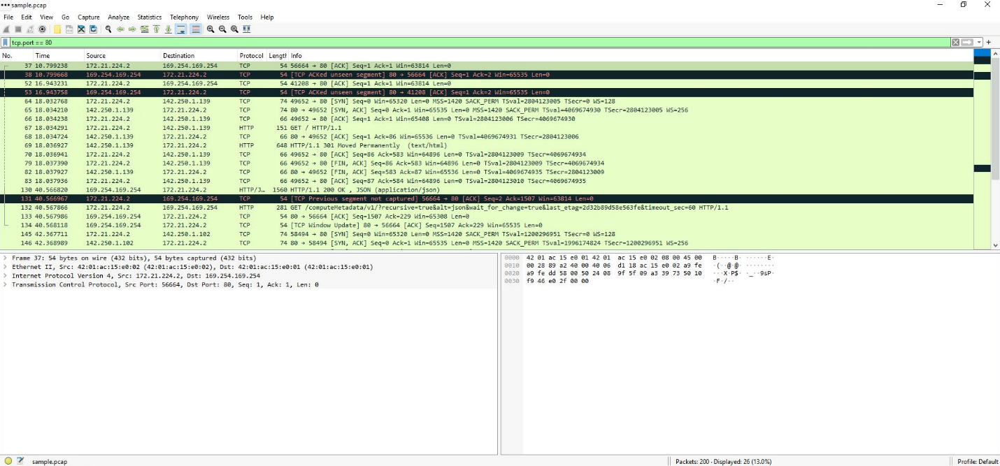 sample.pcap
File Edit View Go Capture Analyze Statistics Telephony Wireless Tools Help
tcp.port == 80
No. Time Source Destination Protocol Length Info
37 10.799238 172.21.224.2 169.254.169.254 TCP 54 56664 → 80 [ACK] Seq=1 Ack=1 Win=63814 Len=0
38 10.799668 169.254.169.254 172.21.224.2 TCP 54 [TCP ACKed unseen segment] 80 → 56664 [ACK] Seq=1 Ack=2 Win=65535 Len=0
52 16.943231 172.21.224.2 169.254.169.254 TCP 54 41208 → 80 [ACK] Seq=1 Ack=1 Win=63814 Len=0
53 16.943758 169.254.169.254 172.21.224.2 TCP 54 [TCP ACKed unseen segment] 80 → 41208 [ACK] Seq=1 Ack=2 Win=65535 Len=0
64 18.032768 172.21.224.2 142.250.1.139 TCP 74 49652 → 80 [SYN] Seq=0 Win=65320 Len=0 MSS=1420 SACK_PERM TSval=2804123005 TSecr=0 WS=128
65 18.034210 142.250.1.139 172.21.224.2 TCP 74 80 → 49652 [SYN, ACK] Seq=0 Ack=1 Win=65535 Len=0 MSS=1420 SACK_PERM TSval=4069674930 TSecr=2804123005 WS=256
66 18.034238 172.21.224.2 142.250.1.139 TCP 66 49652 → 80 [ACK] Seq=1 Ack=1 Win=65408 Len=0 TSval=2804123006 TSecr=4069674930
67 18.034291 172.21.224.2 142.250.1.139 HTTP 151 GET / HTTP/1.1
68 18.034724 142.250.1.139 172.21.224.2 TCP 66 80 → 49652 [ACK] Seq=1 Ack=86 Win=65536 Len=0 TSval=4069674931 TSecr=2804123006
69 18.036927 142.250.1.139 172.21.224.2 HTTP 648 HTTP/1.1 301 Moved Permanently (text/html)
70 18.036941 172.21.224.2 142.250.1.139 TCP 66 49652 → 80 [ACK] Seq=86 Ack=583 Win=64896 Len=0 TSval=2804123009 TSecr=4069674934
79 18.037390 172.21.224.2 142.250.1.139 TCP 66 49652 → 80 [FIN, ACK] Seq=86 Ack=583 Win=64896 Len=0 TSval=2804123009 TSecr=4069674934
82 18.037927 142.250.1.139 172.21.224.2 TCP 66 80 → 49652 [FIN, ACK] Seq=583 Ack=87 Win=65536 Len=0 TSval=4069674935 TSecr=2804123009
83 18.037936 172.21.224.2 142.250.1.139 TCP 66 49652 → 80 [ACK] Seq=87 Ack=584 Win=64896 Len=0 TSval=2804123010 TSecr=4069674935
130 40.566820 169.254.169.254 172.21.224.2 HTTP/J… 1560 HTTP/1.1 200 OK , JSON (application/json)
131 40.566967 172.21.224.2 169.254.169.254 TCP 54 [TCP Previous segment not captured] 56664 → 80 [ACK] Seq=2 Ack=1507 Win=63814 Len=0
132 40.567866 172.21.224.2 169.254.169.254 HTTP 281 GET /computeMetadata/v1/?recursive=true&alt=json&wait_for_change=true&last_etag=2d32b89d58e563fe&timeout_sec=60 HTTP/1.1
133 40.567986 169.254.169.254 172.21.224.2 TCP 54 80 → 56664 [ACK] Seq=1507 Ack=229 Win=65308 Len=0
134 40.568118 169.254.169.254 172.21.224.2 TCP 54 [TCP Window Update] 80 → 56664 [ACK] Seq=1507 Ack=229 Win=65535 Len=0
145 42.367711 172.21.224.2 142.250.1.102 TCP 74 58494 → 80 [SYN] Seq=0 Win=65320 Len=0 MSS=1420 SACK_PERM TSval=1200296951 TSecr=0 WS=128
146 42.368989 142.250.1.102 172.21.224.2 TCP 74 80 → 58494 [SYN, ACK] Seq=0 Ack=1 Win=65535 Len=0 MSS=1420 SACK_PERM TSval=1996174824 TSecr=1200296951 WS=256
Frame 37: 54 bytes on wire (432 bits), 54 bytes captured (432 bits)
Ethernet II, Src: 42:01:ac:15:e0:02 (42:01:ac:15:e0:02), Dst: 42:01:ac:15:e0:01 (42:01:ac:15:e0:01)
Internet Protocol Version 4, Src: 172.21.224.2, Dst: 169.254.169.254
Transmission Control Protocol, Src Port: 56664, Dst Port: 80, Seq: 1, Ack: 1, Len: 0
0000 42 01 ac 15 e0 01 42 01 ac 15 e0 02 08 00 45 00 B·····B· ······E·
0010 00 28 89 a2 40 00 40 06 d1 18 ac 15 e0 02 a9 fe ·(··@·@· ········
0020 a9 fe dd 58 00 50 24 08 9f 5f 09 a3 39 73 50 10 ···X·P$· ·_··9sP·
0030 f9 46 e0 2f 00 00 ·F·/··
sample.pcap
Packets: 200 · Displayed: 26 (13.0%)
Profile: Default